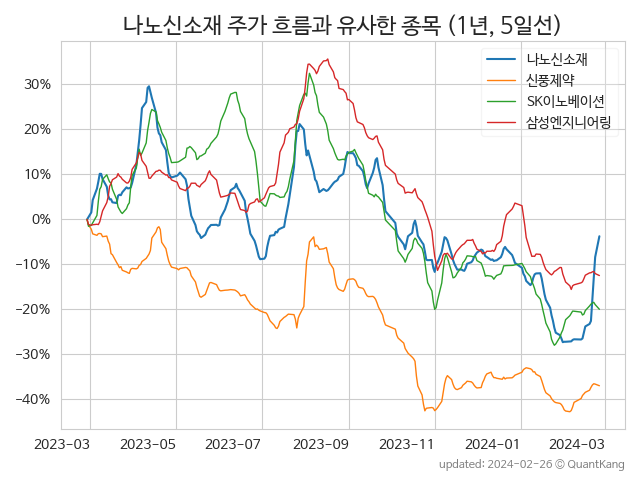 나노신소재 주가 흐름과 유사한 종목 (1년, 5일선)
나노신소재
신풍제약
SK이노베이션
삼성엔지니어링
30%
20%
10%
0%
−10%
−20%
−30%
−40%
2023-03 2023-05 2023-07 2023-09 2023-11 2024-01 2024-03
updated: 2024-02-26 © QuantKang